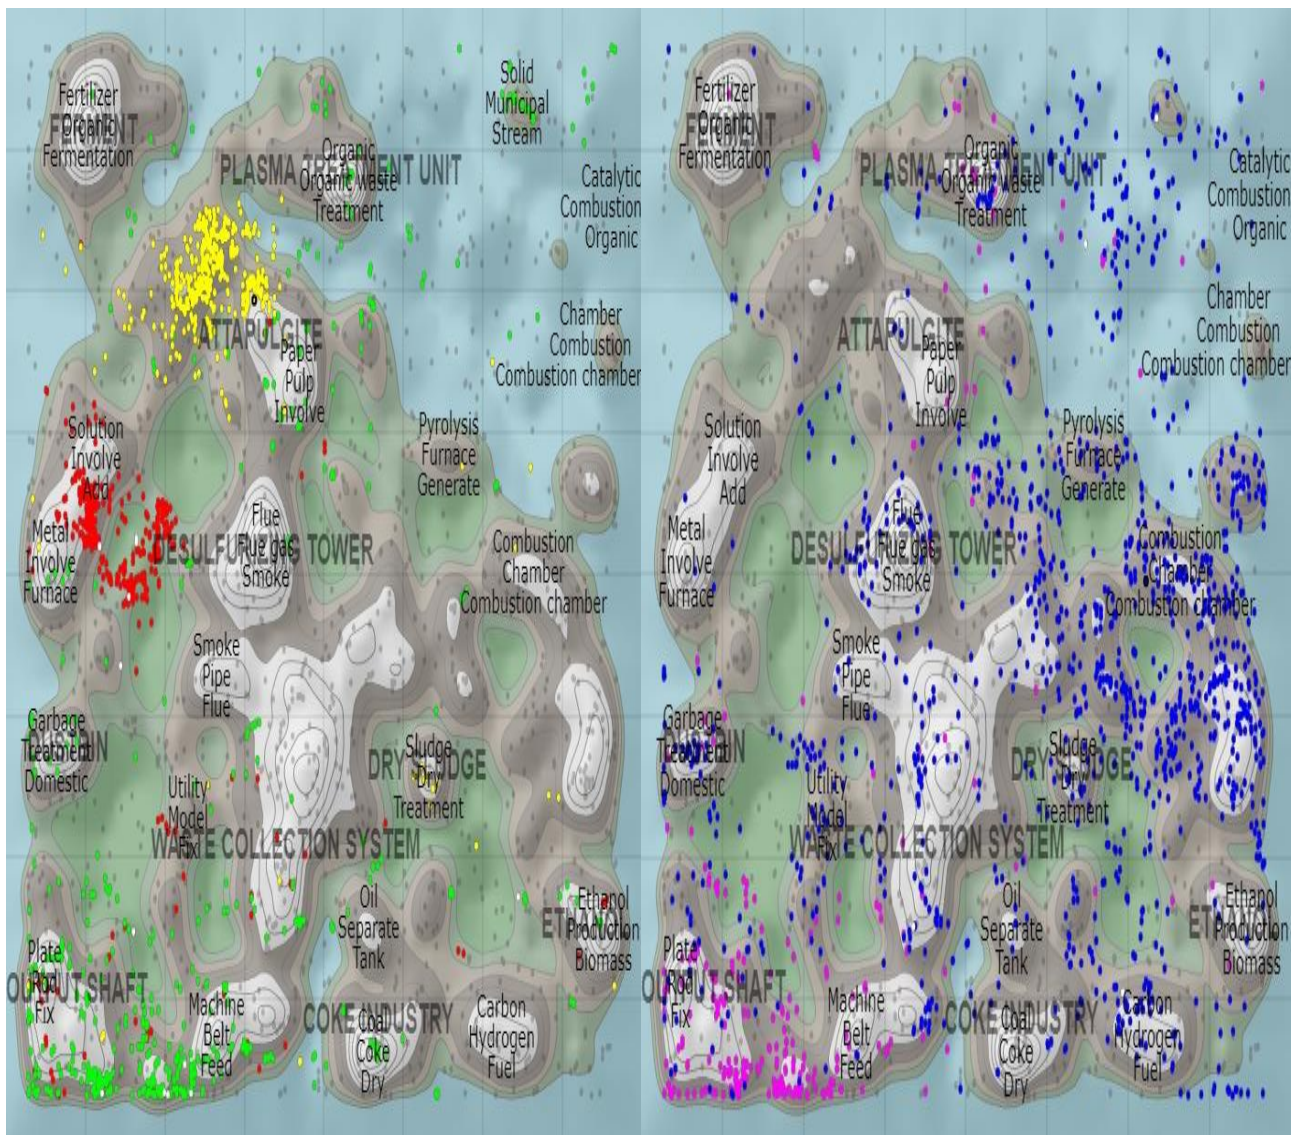 Fertilizer
Organic
Fermentation
FERMENT
Solid
Municipal
Stream
PLASMA TREATMENT UNIT
Organic
Organic waste
Treatment
Catalytic
Combustion
Organic
Chamber
Combustion
Combustion chamber
ATTAPULGITE
Paper
Pulp
Involve
Solution
Involve
Add
Pyrolysis
Furnace
Generate
Metal
Involve
Furnace
Flue
Flue gas
Smoke
DESULFURIZING TOWER
Combustion
Chamber
Combustion chamber
Smoke
Pipe
Flue
Garbage
Treatment
Domestic
Utility
Model
Fix
Sludge
Dry
Treatment
WASTE COLLECTION SYSTEM
Oil
Separate
Tank
Ethanol
Production
Biomass
Plate
Rod
Fix
OUTPUT SHAFT
Machine
Belt
Feed
COKE INDUSTRY
Coal
Coke
Dry
Carbon
Hydrogen
Fuel
Fertilizer
Organic
Fermentation
FERMENT
PLASMA TREATMENT UNIT
Organic
Organic waste
Treatment
Catalytic
Combustion
Organic
Chamber
Combustion
Combustion chamber
ATTAPULGITE
Paper
Pulp
Involve
Solution
Involve
Add
Pyrolysis
Furnace
Generate
Metal
Involve
Furnace
Flue
Flue gas
Smoke
DESULFURIZING TOWER
Combustion
Chamber
Combustion chamber
Smoke
Pipe
Flue
Garbage
Treatment
Domestic
Utility
Model
Fix
Sludge
Dry
Treatment
WASTE COLLECTION SYSTEM
Oil
Separate
Tank
Ethanol
Production
Biomass
Plate
Rod
Fix
OUTPUT SHAFT
Machine
Belt
Feed
COKE INDUSTRY
Coal
Coke
Dry
Carbon
Hydrogen
Fuel